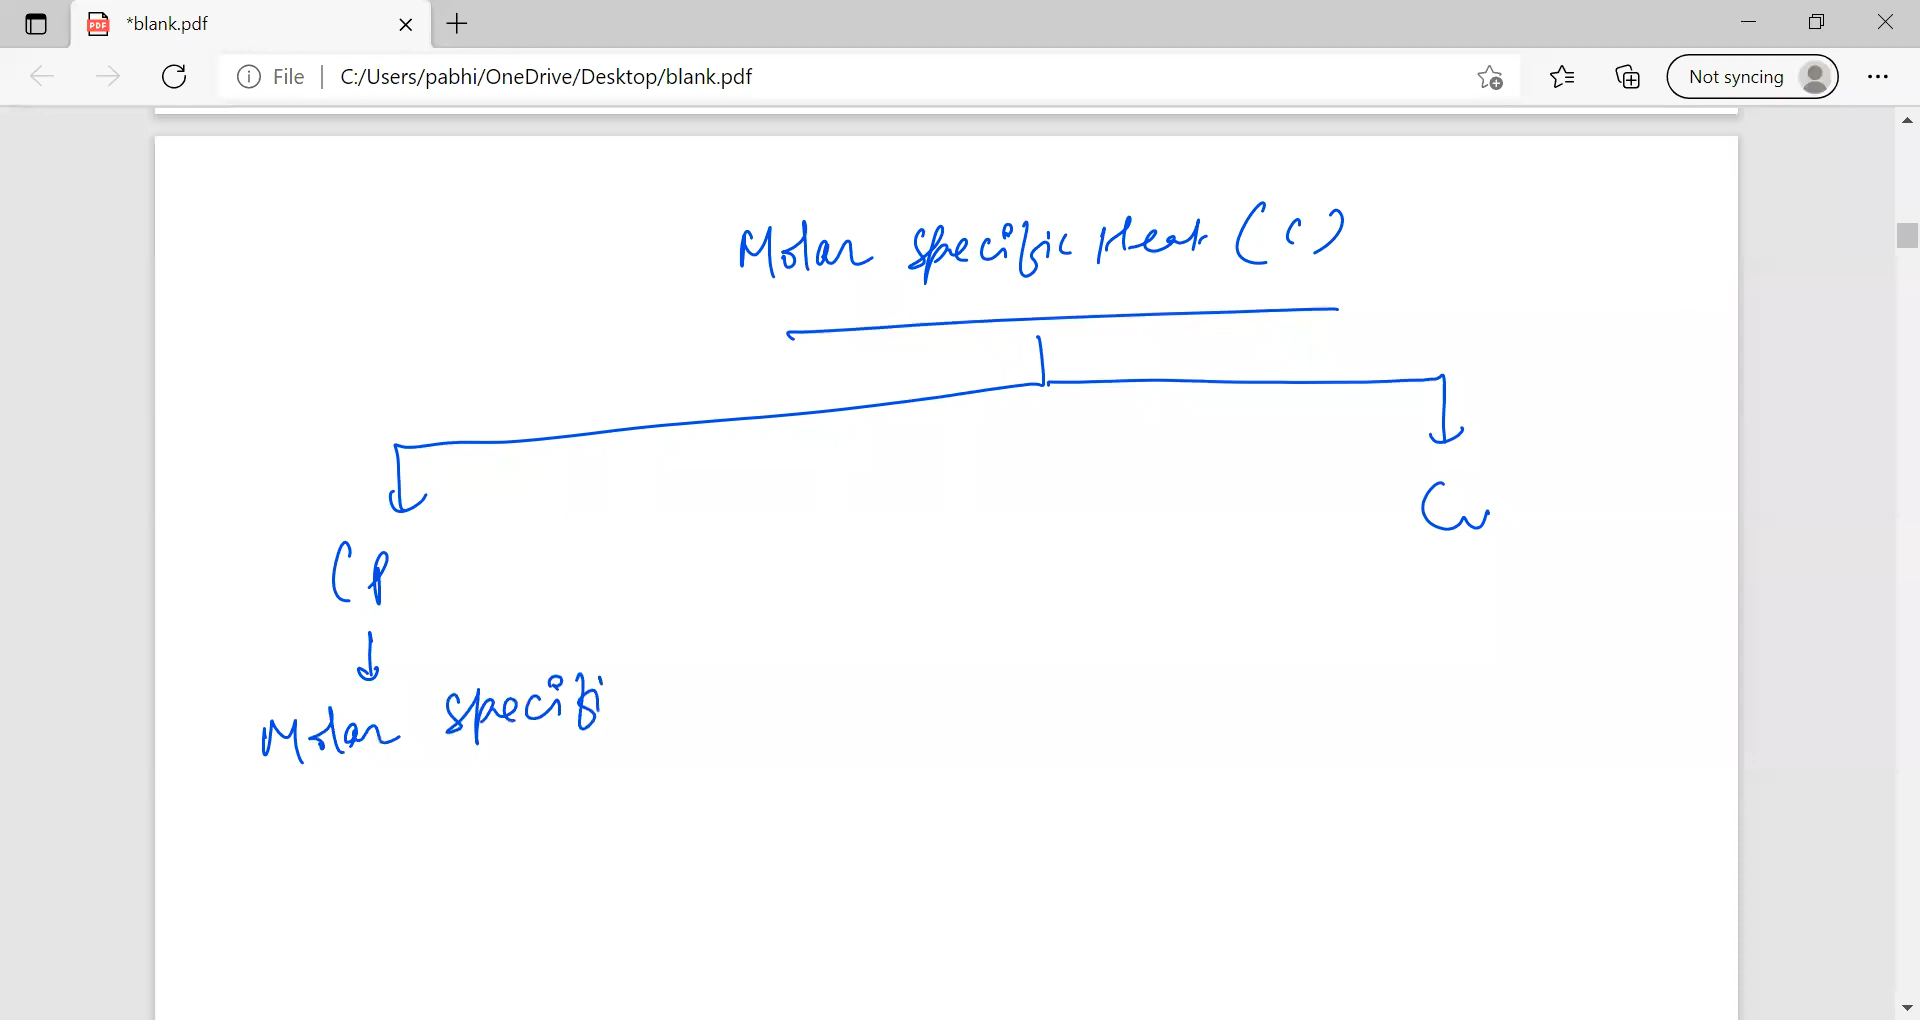 *blank.pdf
File | C:/Users/pabhi/OneDrive/Desktop/blank.pdf
Not syncing
Molar specific Heat (C)
Cv
Cp
Molar specifi